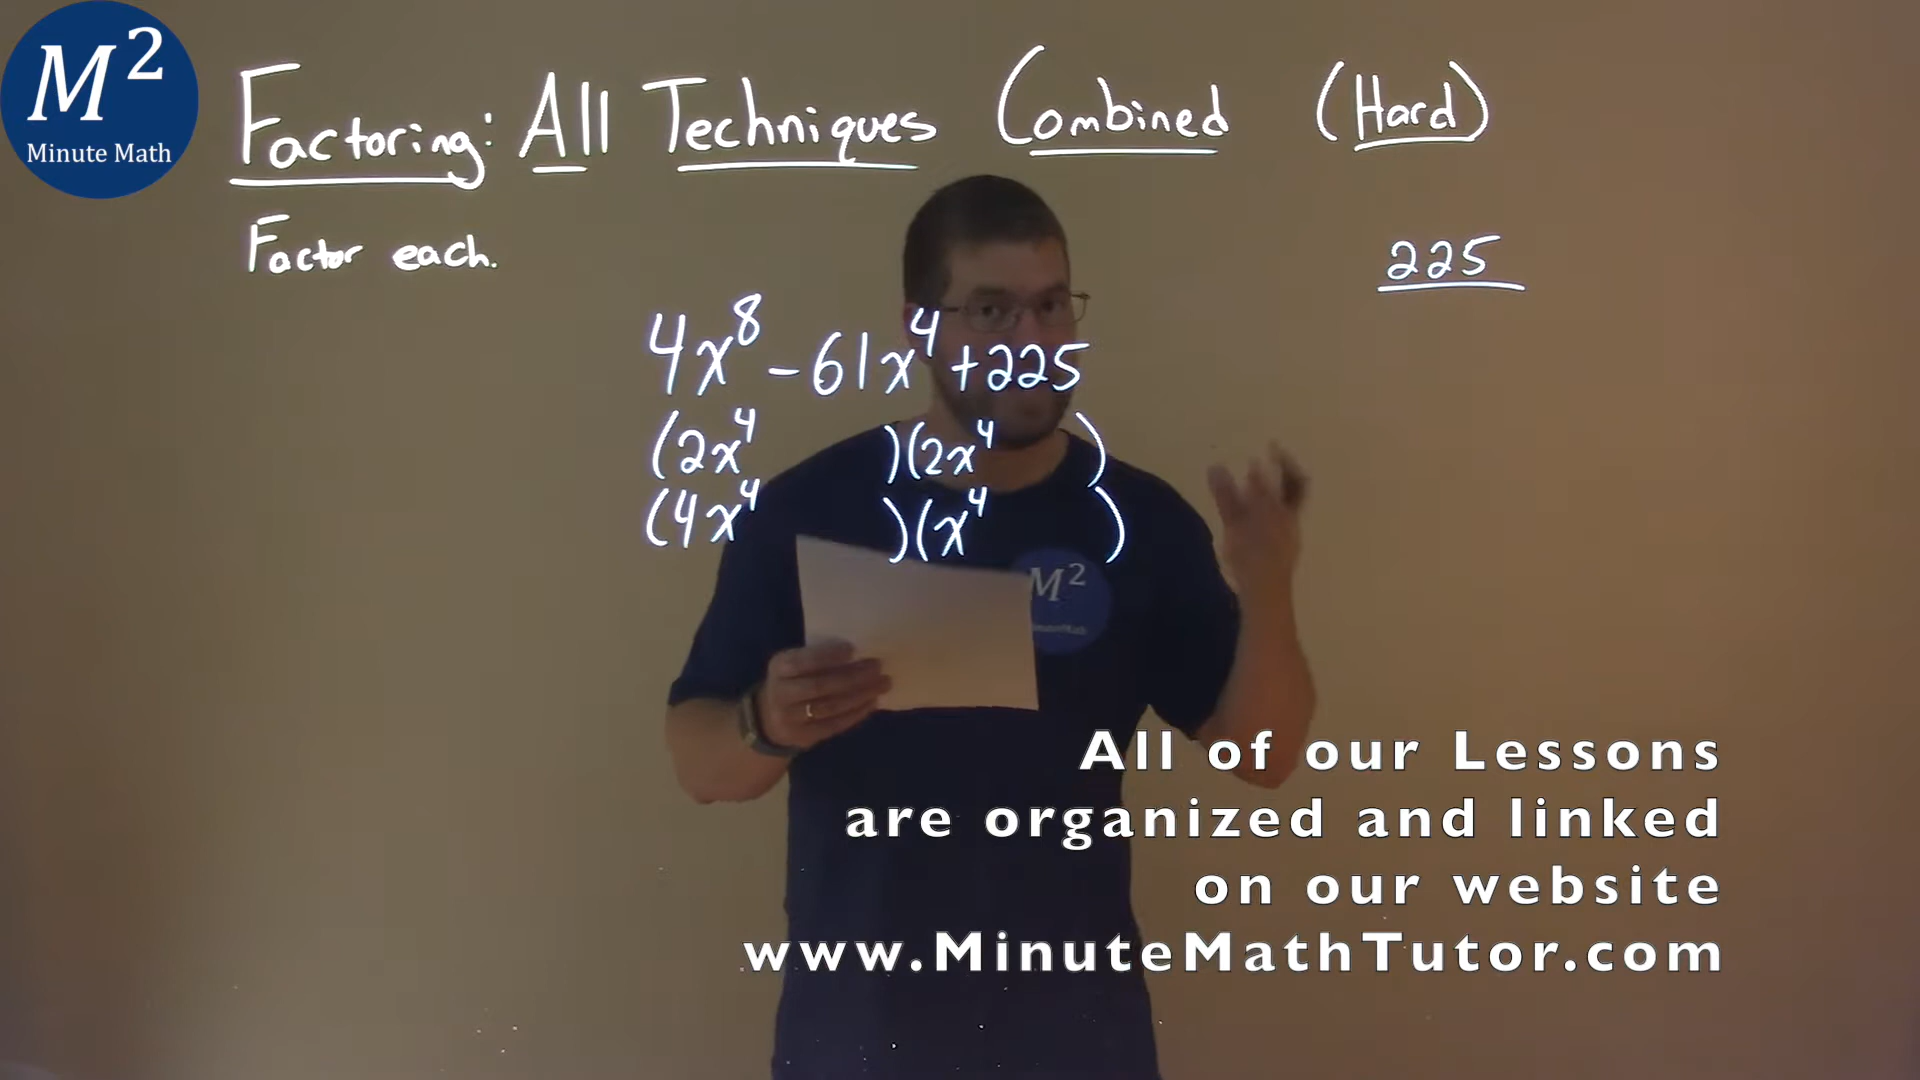 M²
Minute Math
Factoring: All Techniques Combined (Hard)
Factor each.
225
4x⁸ - 61x⁴ + 225
(2x⁴ )(2x⁴ )
(4x⁴ )(x⁴ )
M²
All of our Lessons
are organized and linked
on our website
www.MinuteMathTutor.com